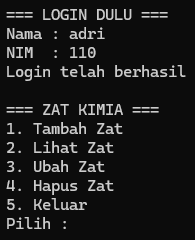 === LOGIN DULU ===
Nama : adri
NIM  : 110
Login telah berhasil

=== ZAT KIMIA ===
1. Tambah Zat
2. Lihat Zat
3. Ubah Zat
4. Hapus Zat
5. Keluar
Pilih :